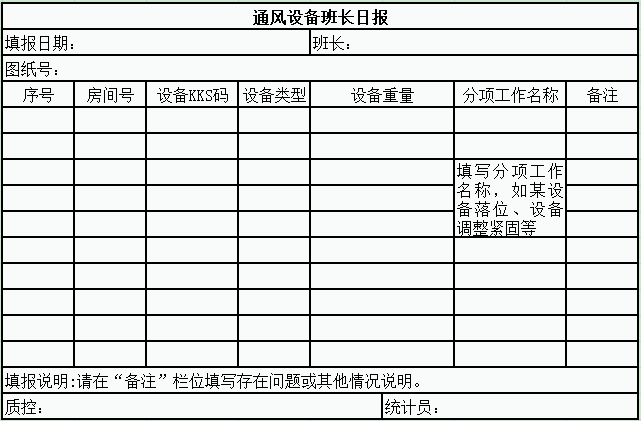 通风设备班长日报
填报日期：
班长：
图纸号：
序号
房间号
设备KKS码
设备类型
设备重量
分项工作名称
备注
填写分项工作
名称，如某设
备落位、设备
调整紧固等
填报说明:请在“备注”栏位填写存在问题或其他情况说明。
质控：
统计员：